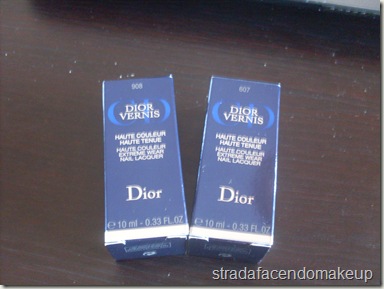 908
DIOR
VERNIS
HAUTE COULEUR
HAUTE TENUE
HAUTE COULEUR
EXTREME WEAR
NAIL LACQUER
Dior
℮ 10 ml - 0.33 FL.OZ
607
DIOR
VERNIS
HAUTE COULEUR
HAUTE TENUE
HAUTE COULEUR
EXTREME WEAR
NAIL LACQUER
Dior
℮ 10 ml - 0.33 FL.OZ
stradafacendomakeup